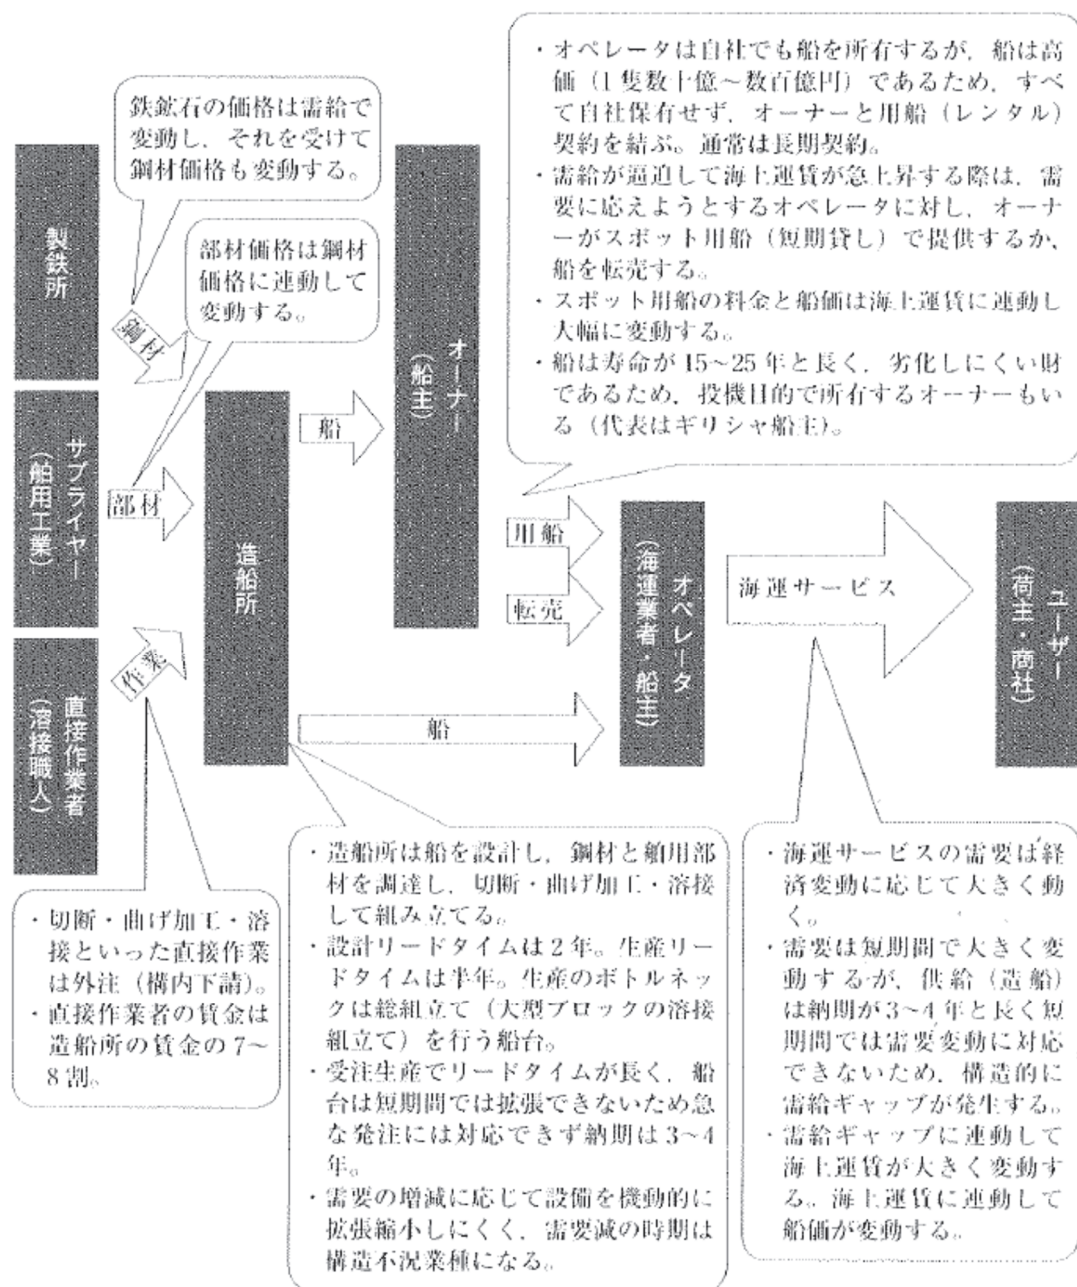 ・オペレータは自社でも船を所有するが，船は高
価（1隻数十億～数百億円）であるため，すべ
て自社保有せず，オーナーと用船（レンタル）
契約を結ぶ。通常は長期契約。
・需給が逼迫して海上運賃が急上昇する際は，需
要に応えようとするオペレータに対し，オーナ
ーがスポット用船（短期貸し）で提供するか，
船を転売する。
・スポット用船の料金と船価は海上運賃に連動し
大幅に変動する。
・船は寿命が15～25年と長く，劣化しにくい財
であるため，投機目的で所有するオーナーもい
る（代表はギリシャ船主）。
鉄鉱石の価格は需給で
変動し，それを受けて
鋼材価格も変動する。
部材価格は鋼材
価格に連動して
変動する。
製鉄所
鋼材
サプライヤー
（舶用工業）
部材
直接作業者
（溶接職人）
作業
造船所
船
オーナー
（船主）
用船
転売
船
オペレータ
（海運業者・船主）
海運サービス
ユーザー
（荷主・商社）
・切断・曲げ加工・溶
接といった直接作業
は外注（構内下請）。
・直接作業者の賃金は
造船所の賃金の7～
8割。
・造船所は船を設計し，鋼材と舶用部
材を調達し，切断・曲げ加工・溶接
して組み立てる。
・設計リードタイムは2年。生産リー
ドタイムは半年。生産のボトルネッ
クは総組立て（大型ブロックの溶接
組立て）を行う船台。
・受注生産でリードタイムが長く，船
台は短期間では拡張できないため急
な発注には対応できず納期は3～4
年。
・需要の増減に応じて設備を機動的に
拡張縮小しにくく，需要減の時期は
構造不況業種になる。
・海運サービスの需要は経
済変動に応じて大きく動
く。
・需要は短期間で大きく変
動するが，供給（造船）
は納期が3～4年と長く短
期間では需要変動に対応
できないため，構造的に
需給ギャップが発生する。
・需給ギャップに連動して
海上運賃が大きく変動す
る。海上運賃に連動して
船価が変動する。